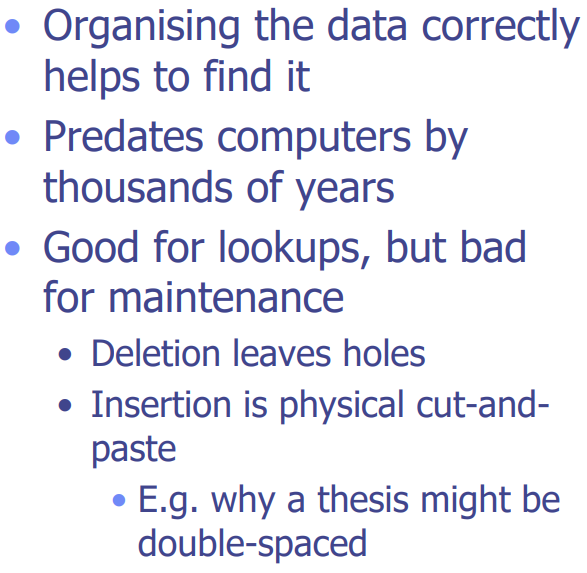 • Organising the data correctly
helps to find it
• Predates computers by
thousands of years
• Good for lookups, but bad
for maintenance
• Deletion leaves holes
• Insertion is physical cut-and-
paste
• E.g. why a thesis might be
double-spaced